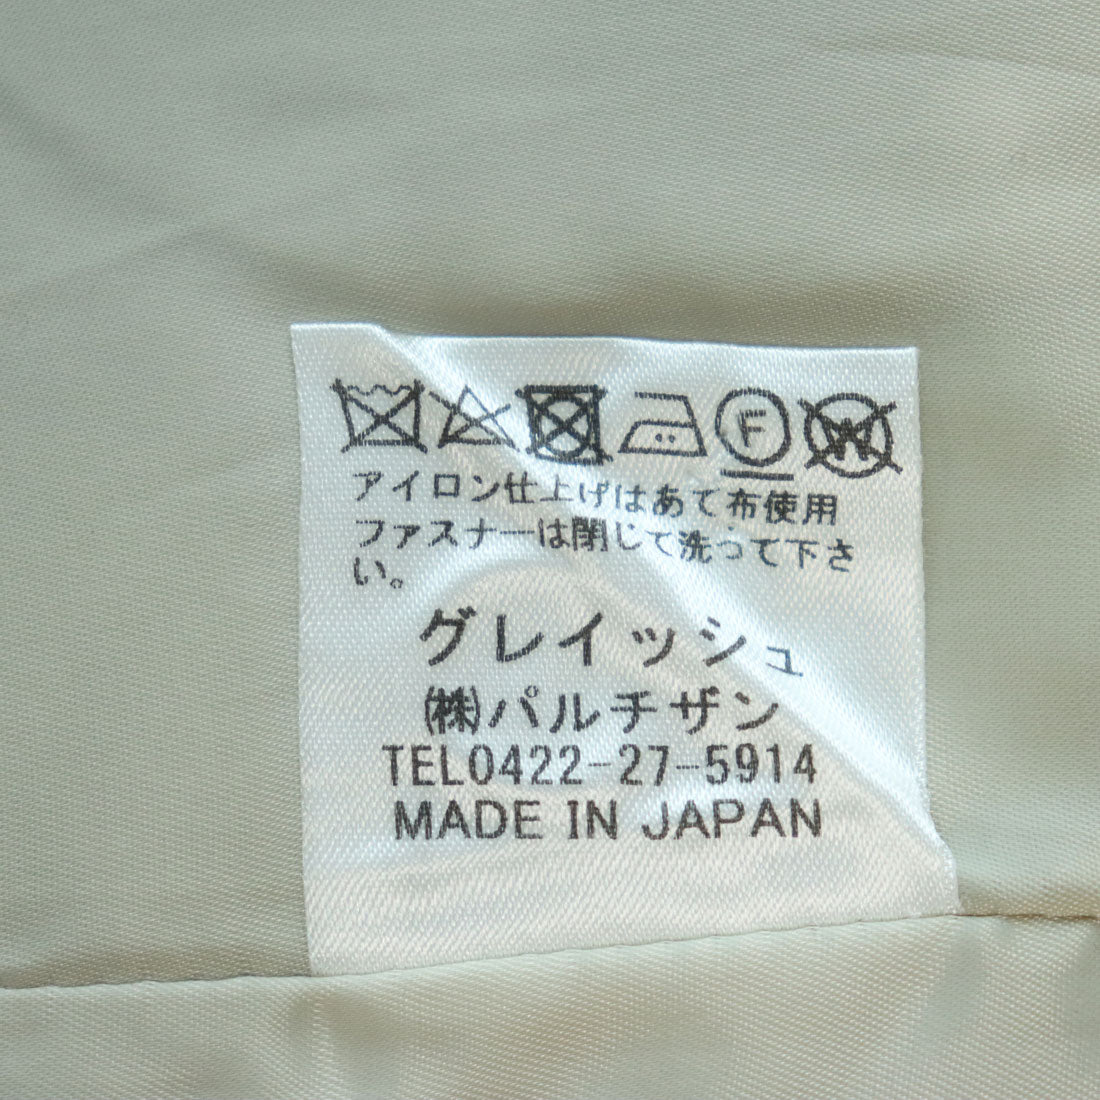 F
W
アイロン仕上げはあて布使用
ファスナーは閉じて洗って下さ
い。
グレイッシュ
㈱パルチザン
TEL0422-27-5914
MADE IN JAPAN